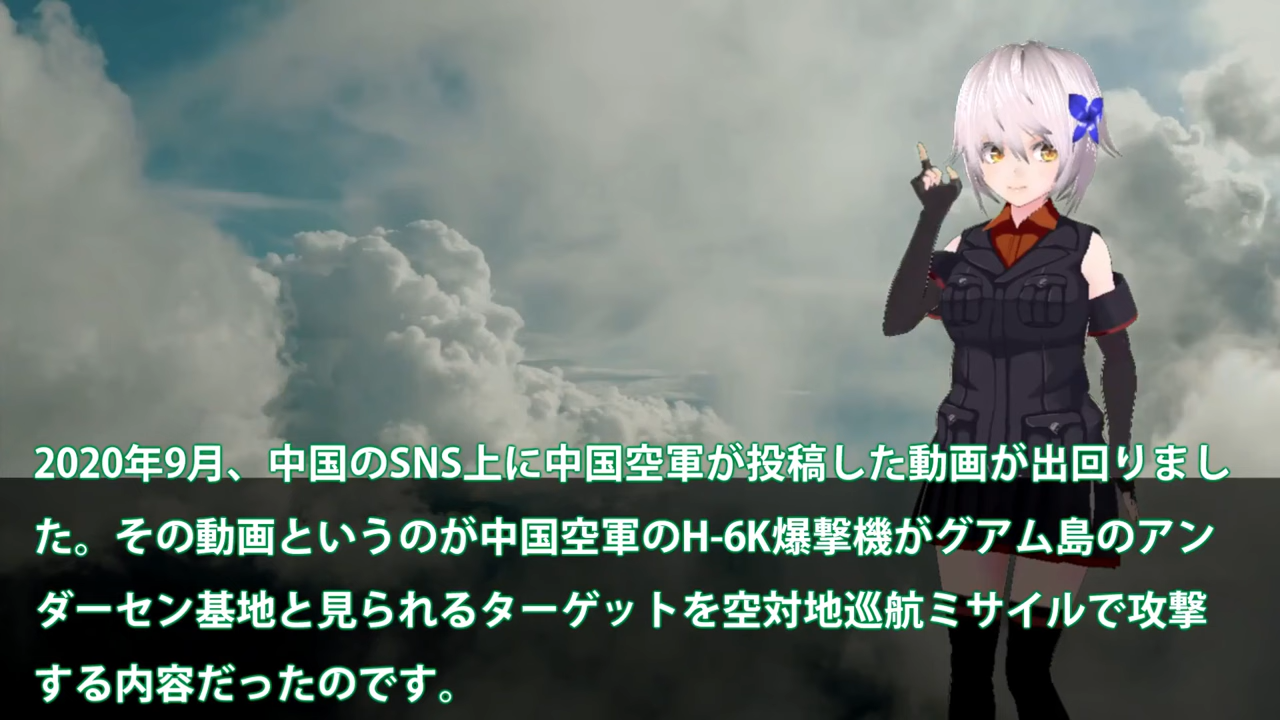 2020年9月、中国のSNS上に中国空軍が投稿した動画が出回りまし
た。その動画というのが中国空軍のH-6K爆撃機がグアム島のアン
ダーセン基地と見られるターゲットを空対地巡航ミサイルで攻撃
する内容だったのです。